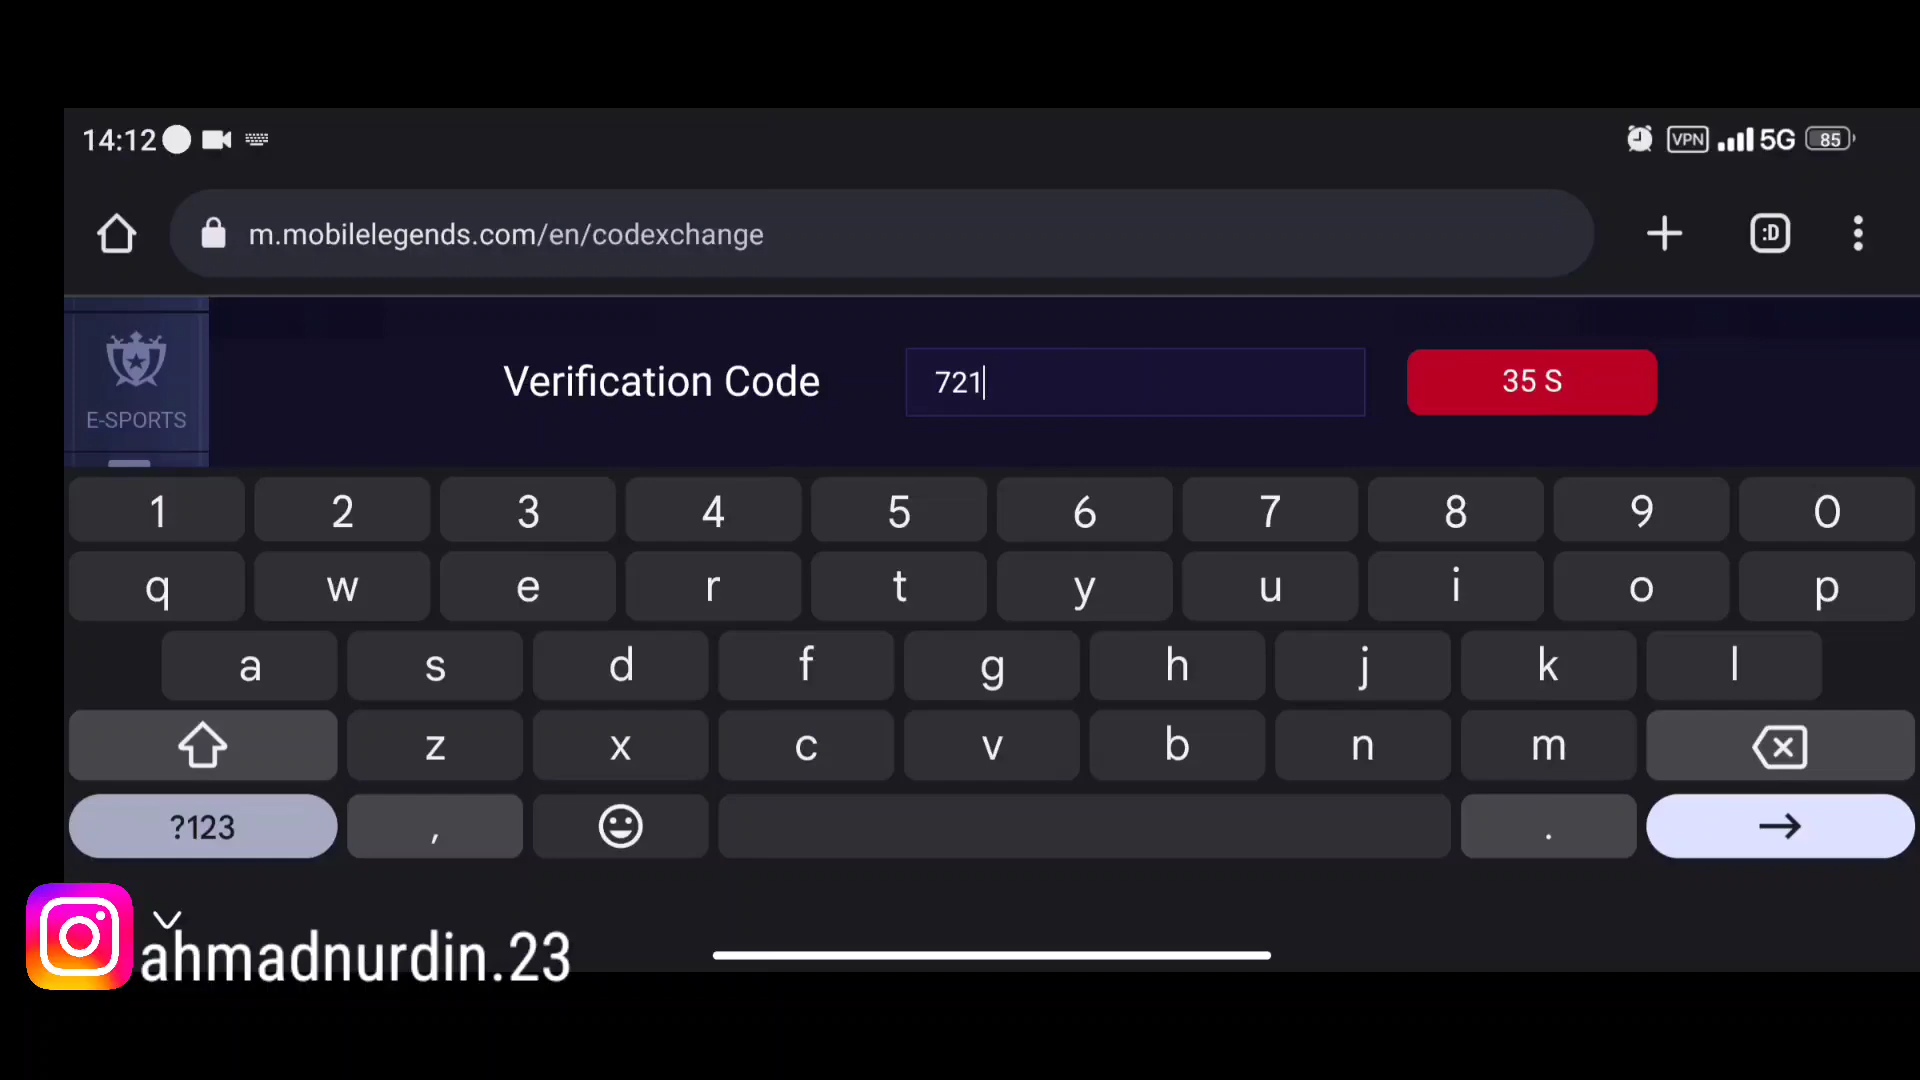 14:12 VPN 5G 85
m.mobilelegends.com/en/codexchange :D
E-SPORTS
Verification Code 721 35 S
1 2 3 4 5 6 7 8 9 0
q w e r t y u i o p
a s d f g h j k l
z x c v b n m
?123 , .
ahmadnurdin.23